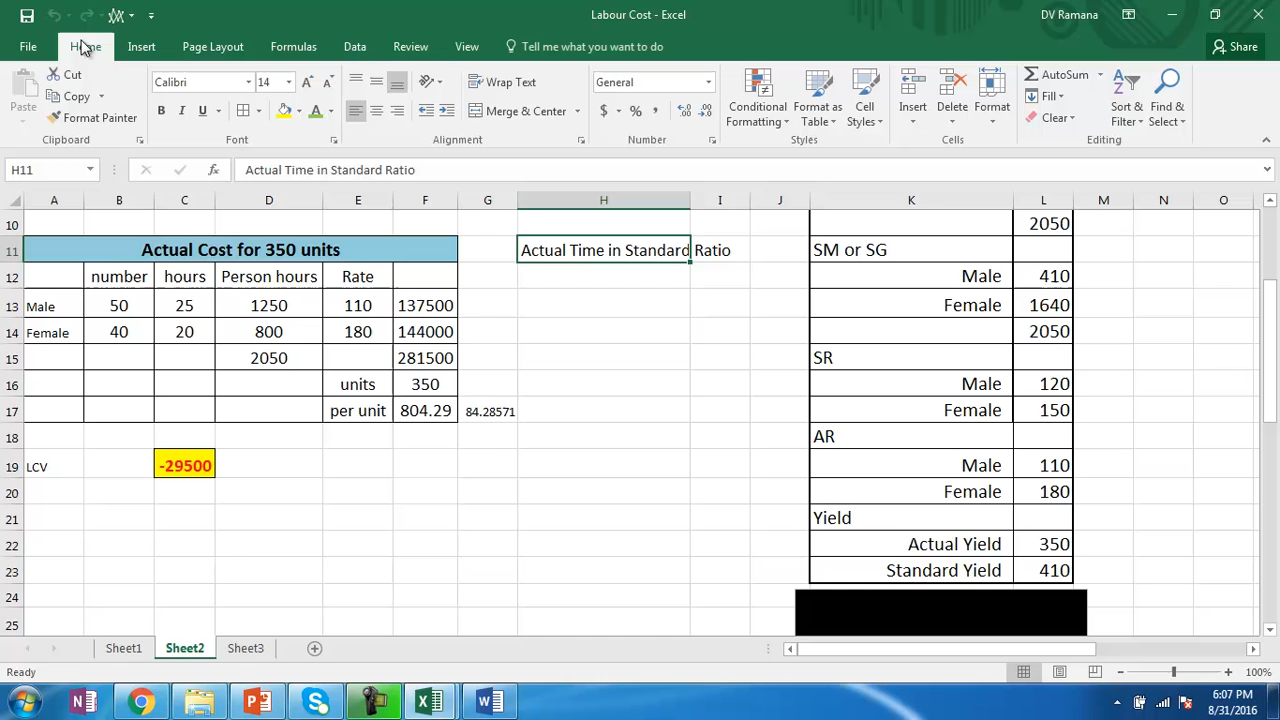 Labour Cost - Excel
DV Ramana
File Home Insert Page Layout Formulas Data Review View Tell me what you want to do Share
Paste Cut Copy Format Painter
Calibri 14 A A
B I U A
Wrap Text
Merge & Center
General
$ % ,
Conditional Formatting Format as Table Cell Styles
Insert Delete Format
AutoSum Fill Clear
Sort & Filter Find & Select
Clipboard Font Alignment Number Styles Cells Editing
H11 fx Actual Time in Standard Ratio
A B C D E F G H I J K L M N O
10 2050
11 Actual Cost for 350 units Actual Time in Standard Ratio SM or SG
12 number hours Person hours Rate Male 410
13 Male 50 25 1250 110 137500 Female 1640
14 Female 40 20 800 180 144000 2050
15 2050 281500 SR
16 units 350 Male 120
17 per unit 804.29 84.28571 Female 150
18 AR
19 LCV -29500 Male 110
20 Female 180
21 Yield
22 Actual Yield 350
23 Standard Yield 410
24
25
Sheet1 Sheet2 Sheet3
Ready 100%
6:07 PM
8/31/2016